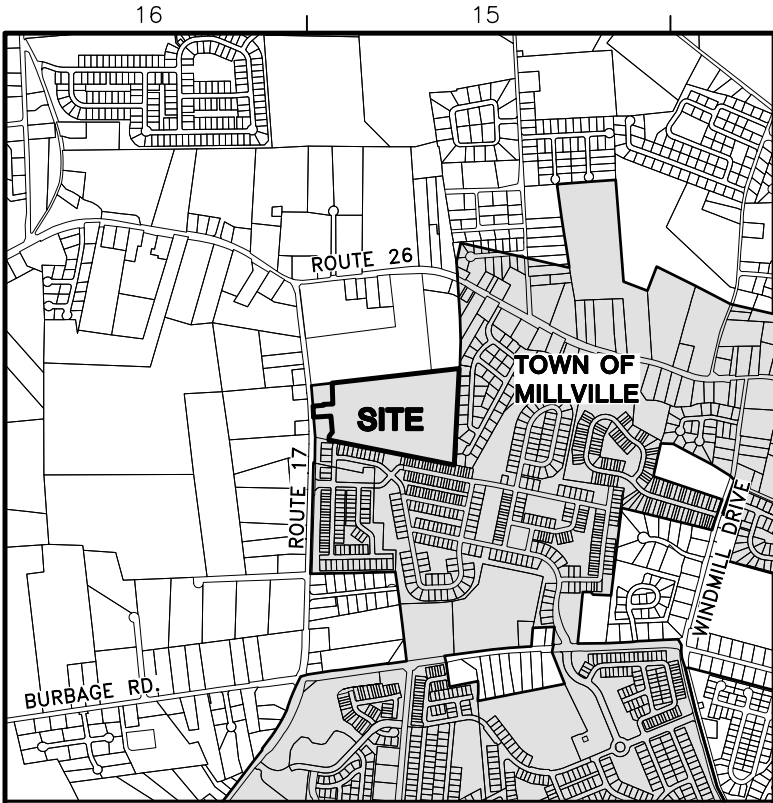 16
15
ROUTE 26
TOWN OF
MILLVILLE
SITE
ROUTE 17
WINDMILL DRIVE
BURBAGE RD.